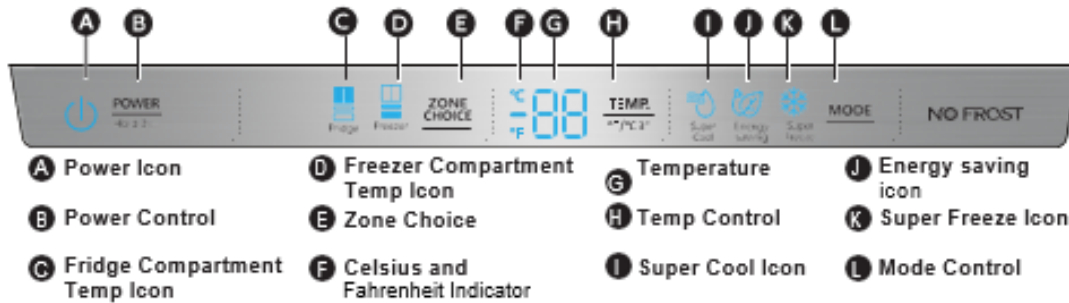 A B C D E F G H I J K L
POWER
ZONE
CHOICE
°C
-88
°F
TEMP.
MODE
NO FROST
Fridge
Freezer
Super
Cool
Energy
saving
Super
A Power Icon
B Power Control
C Fridge Compartment
Temp Icon
D Freezer Compartment
Temp Icon
E Zone Choice
F Celsius and
Fahrenheit Indicator
G Temperature
H Temp Control
I Super Cool Icon
J Energy saving
icon
K Super Freeze Icon
L Mode Control